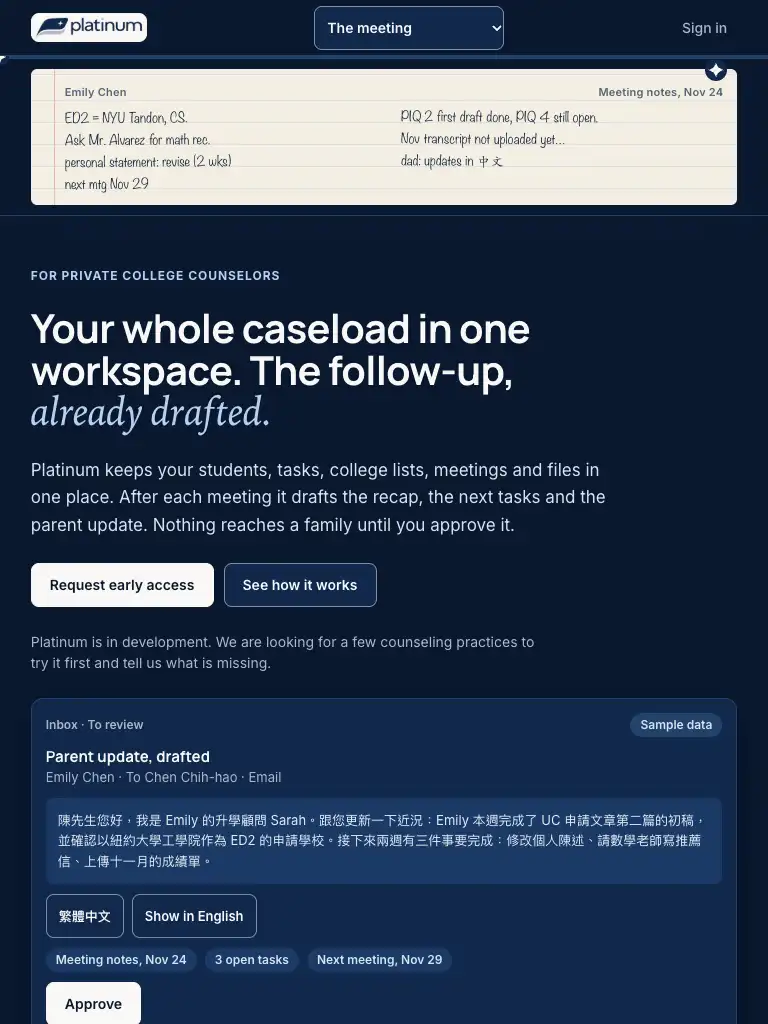 platinum
The meeting
Sign in
Emily Chen
Meeting notes, Nov 24
ED2 = NYU Tandon, CS.
Ask Mr. Alvarez for math rec.
personal statement: revise (2 wks)
next mtg Nov 29
PIQ 2 first draft done, PIQ 4 still open.
Nov transcript not uploaded yet...
dad: updates in 中文
FOR PRIVATE COLLEGE COUNSELORS
Your whole caseload in one
workspace. The follow-up,
already drafted.
Platinum keeps your students, tasks, college lists, meetings and files in
one place. After each meeting it drafts the recap, the next tasks and the
parent update. Nothing reaches a family until you approve it.
Request early access
See how it works
Platinum is in development. We are looking for a few counseling practices to
try it first and tell us what is missing.
Inbox · To review
Sample data
Parent update, drafted
Emily Chen · To Chen Chih-hao · Email
陳先生您好，我是 Emily 的升學顧問 Sarah。跟您更新一下近況：Emily 本週完成了 UC 申請文章第二篇的初稿，
並確認以紐約大學工學院作為 ED2 的申請學校。接下來兩週有三件事要完成：修改個人陳述、請數學老師寫推薦
信、上傳十一月的成績單。
繁體中文
Show in English
Meeting notes, Nov 24
3 open tasks
Next meeting, Nov 29
Approve